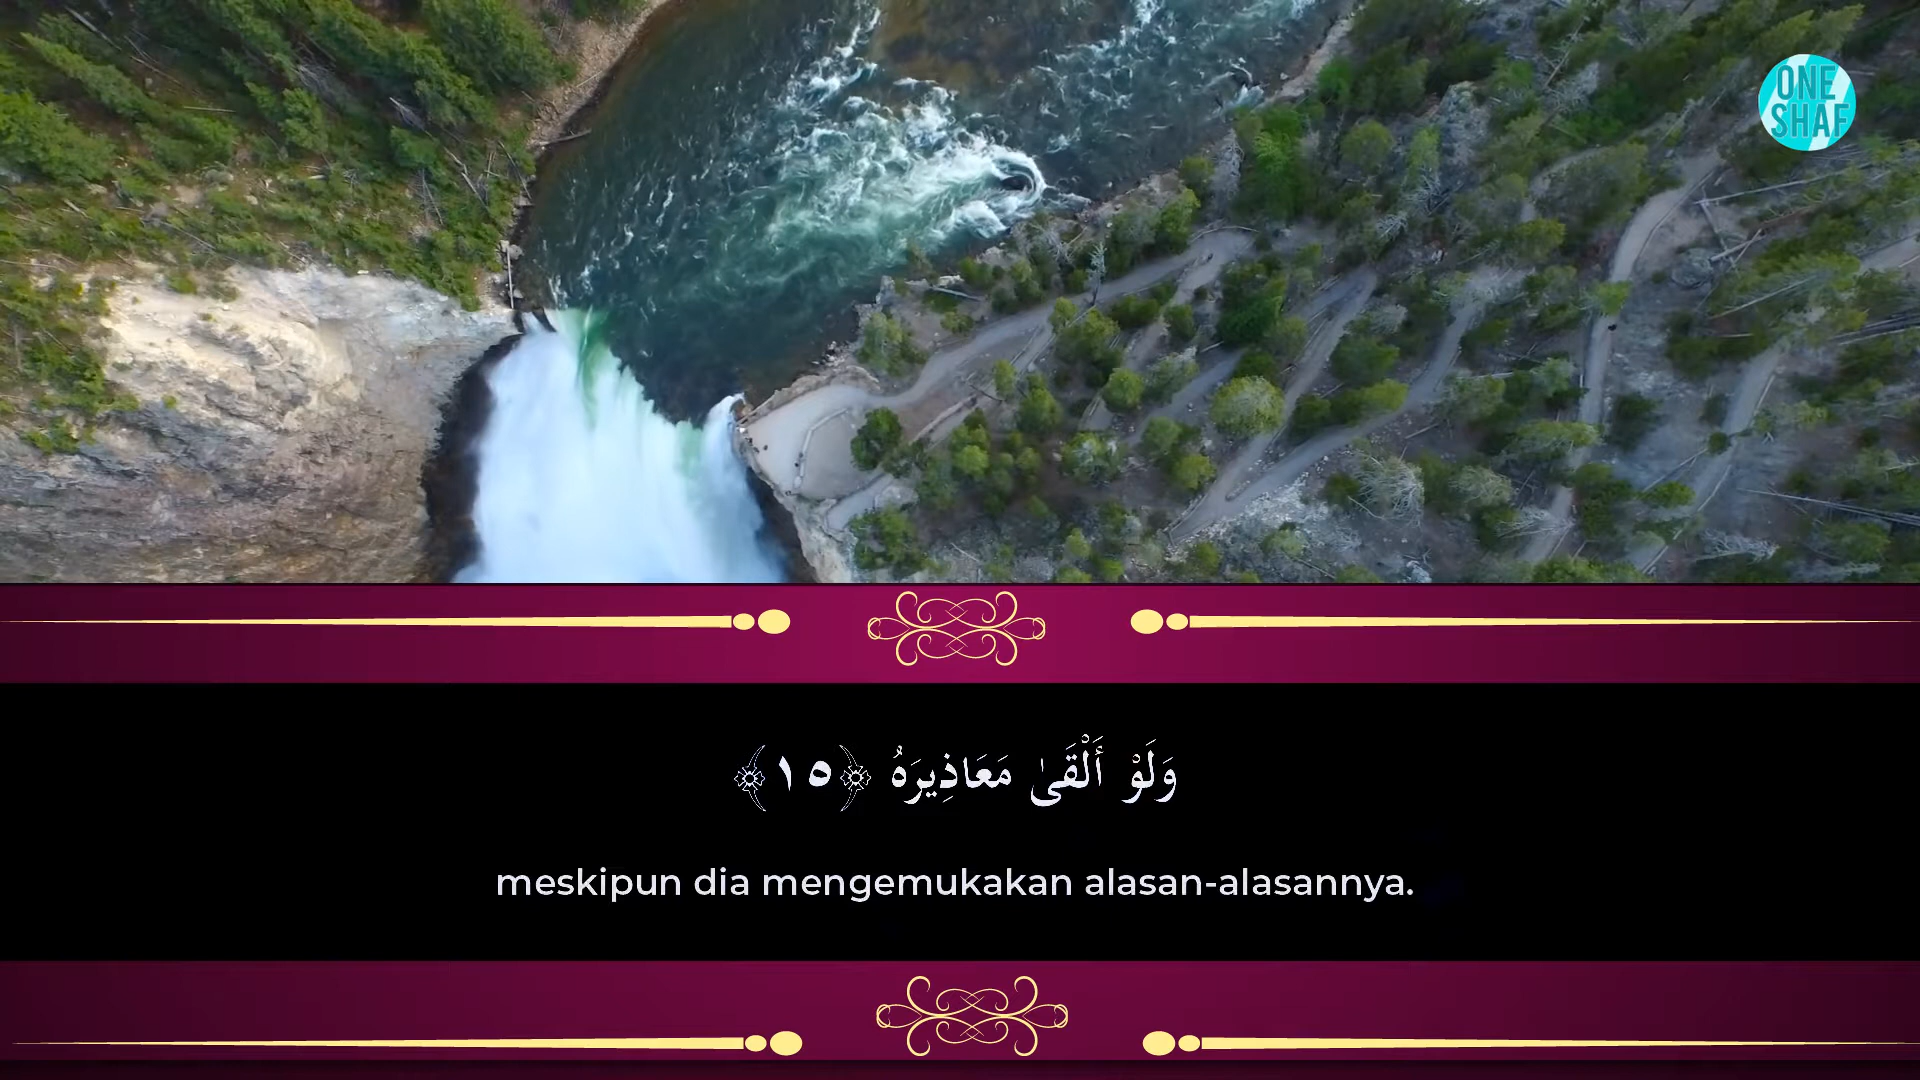 ONE
SHAF
وَلَوْ أَلْقَىٰ مَعَاذِيرَهُ ﴿١٥﴾
meskipun dia mengemukakan alasan-alasannya.